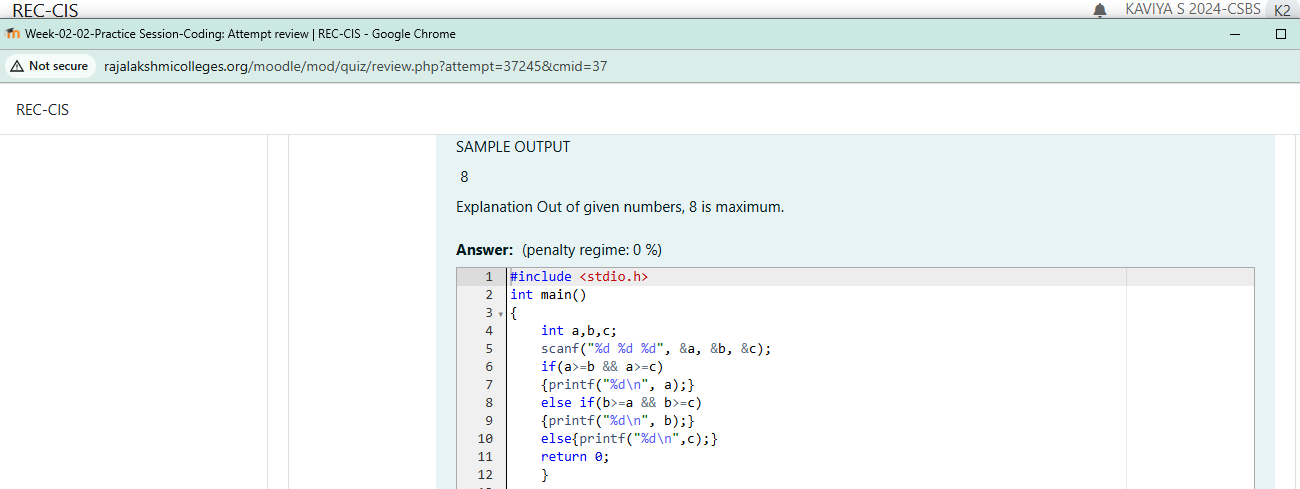 REC-CIS
KAVIYA S 2024-CSBS K2
Week-02-02-Practice Session-Coding: Attempt review | REC-CIS - Google Chrome
Not secure rajalakshmicolleges.org/moodle/mod/quiz/review.php?attempt=37245&cmid=37
REC-CIS
SAMPLE OUTPUT
8
Explanation Out of given numbers, 8 is maximum.
Answer: (penalty regime: 0 %)
1 #include <stdio.h>
2 int main()
3 {
4 int a,b,c;
5 scanf("%d %d %d", &a, &b, &c);
6 if(a>=b && a>=c)
7 {printf("%d\n", a);}
8 else if(b>=a && b>=c)
9 {printf("%d\n", b);}
10 else{printf("%d\n",c);}
11 return 0;
12 }